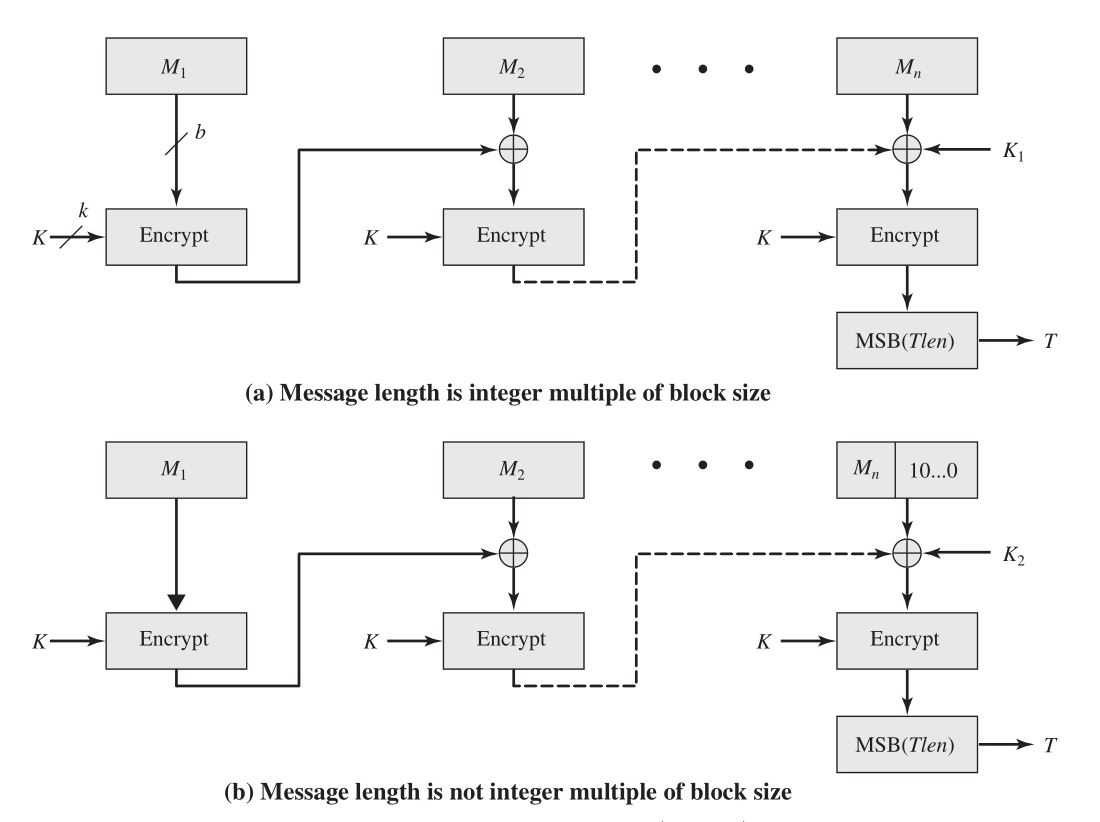 M₁ M₂ • • • Mₙ
b
K₁
k
K Encrypt K Encrypt K Encrypt
MSB(Tlen) T
(a) Message length is integer multiple of block size
M₁ M₂ • • • Mₙ 10...0
K₂
K Encrypt K Encrypt K Encrypt
MSB(Tlen) T
(b) Message length is not integer multiple of block size